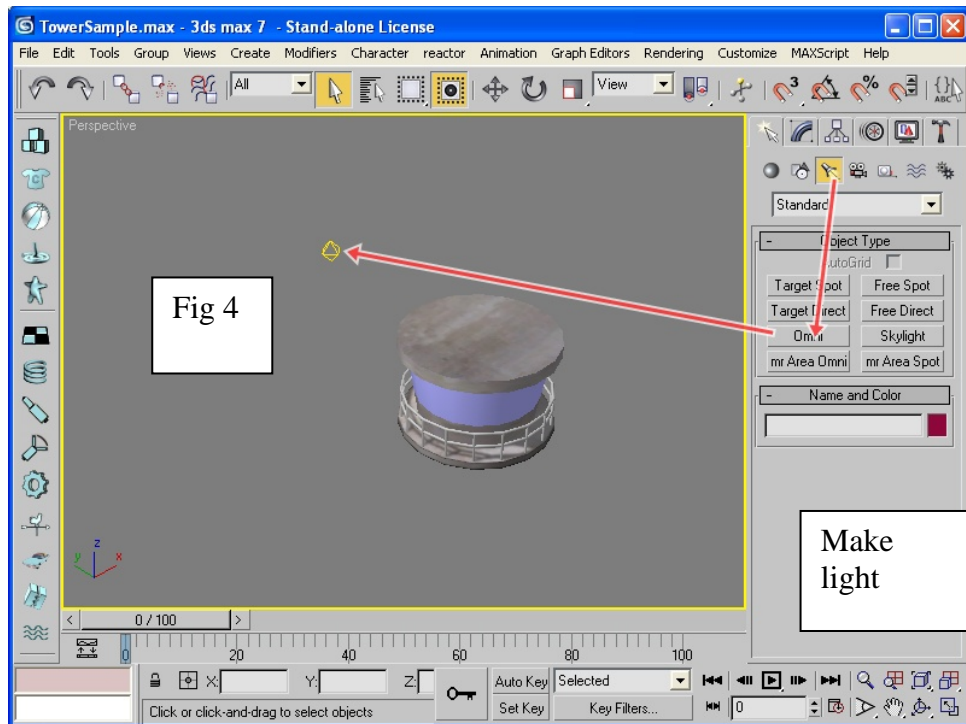 TowerSample.max - 3ds max 7 - Stand-alone License
File Edit Tools Group Views Create Modifiers Character reactor Animation Graph Editors Rendering Customize MAXScript Help
All
View
3
%
{}
ABC
Perspective
Standard
- Object Type
AutoGrid
Target Spot Free Spot
Target Direct Free Direct
Omni Skylight
mr Area Omni mr Area Spot
- Name and Color
Fig 4
Make
light
z
y x
< 0 / 100 >
0 20 40 60 80 100
X: Y: Z: Auto Key Selected
Click or click-and-drag to select objects Set Key Key Filters... 0